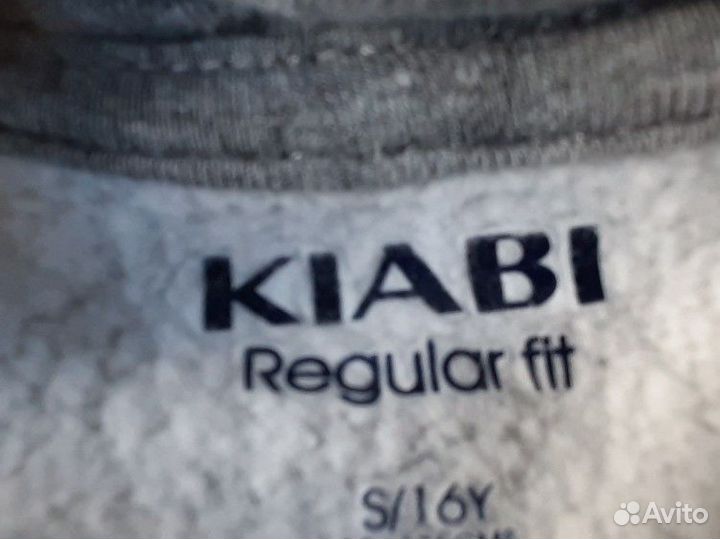 KIABI
Regular fit
S/16Y
Avito